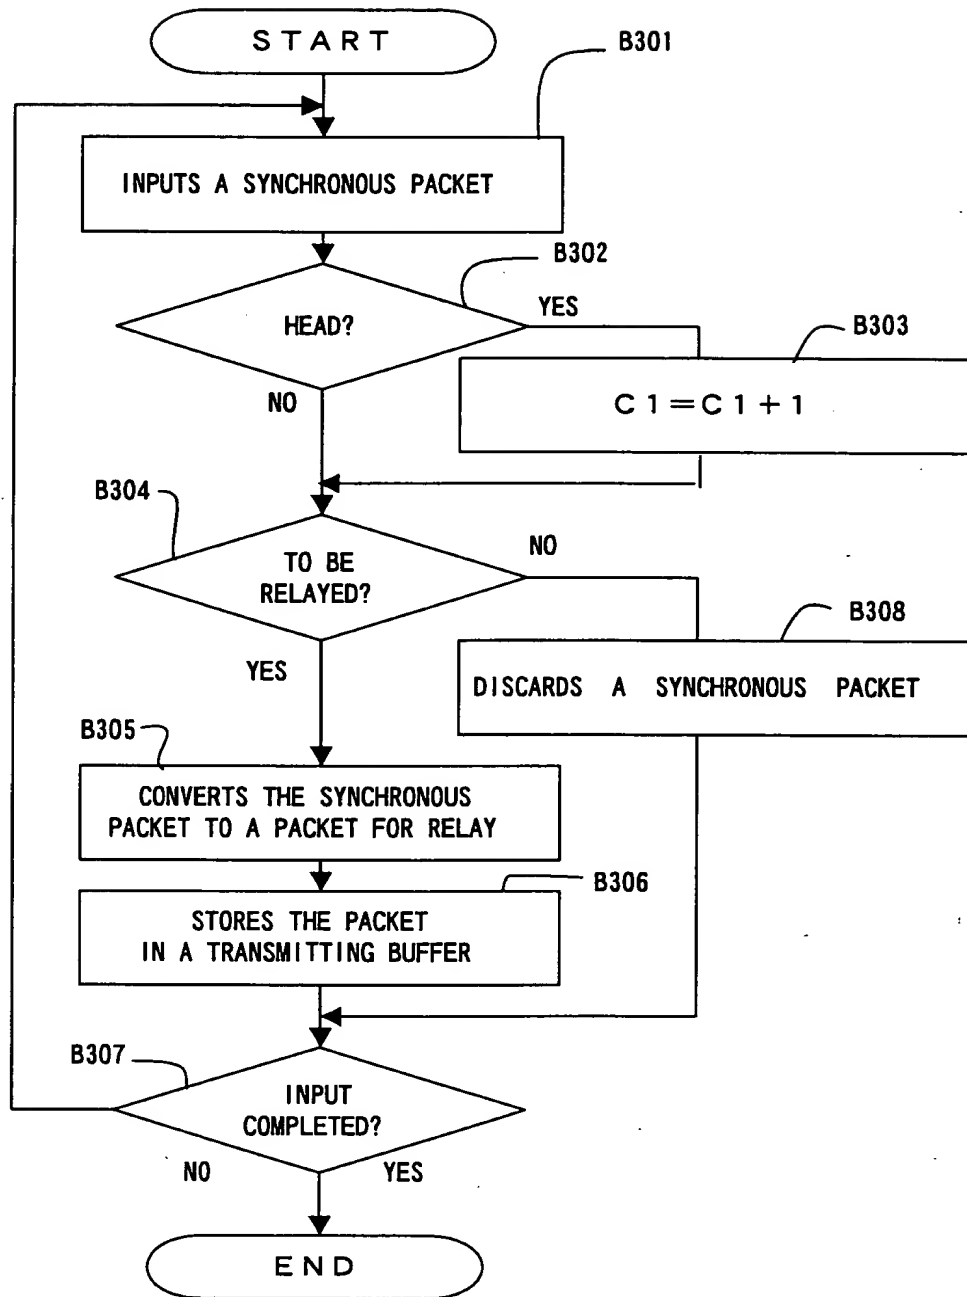 START
B301
INPUTS A SYNCHRONOUS PACKET
B302
HEAD?
YES
B303
NO
C1=C1+1
B304
TO BE
RELAYED?
NO
B308
YES
DISCARDS A SYNCHRONOUS PACKET
B305
CONVERTS THE SYNCHRONOUS
PACKET TO A PACKET FOR RELAY
B306
STORES THE PACKET
IN A TRANSMITTING BUFFER
B307
INPUT
COMPLETED?
NO
YES
END